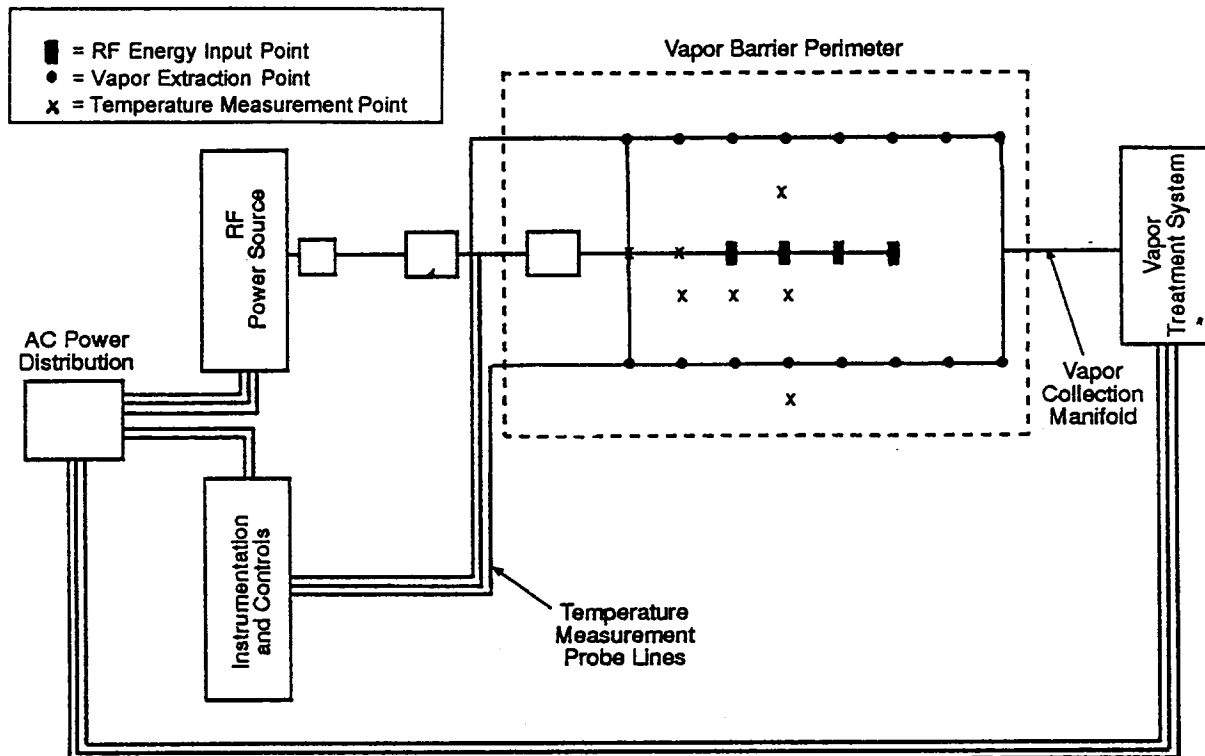 = RF Energy Input Point
= Vapor Extraction Point
x = Temperature Measurement Point
Vapor Barrier Perimeter
RF
Power Source
Vapor
Treatment System
AC Power
Distribution
Vapor
Collection
Manifold
Instrumentation
and Controls
Temperature
Measurement
Probe Lines